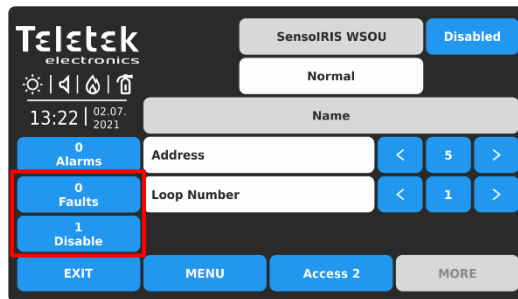 Teletek
electronics
SensoIRIS WSOU
Disabled
Normal
13:22
02.07.
2021
Name
0
Alarms
Address
<
5
>
0
Faults
Loop Number
<
1
>
1
Disable
EXIT
MENU
Access 2
MORE